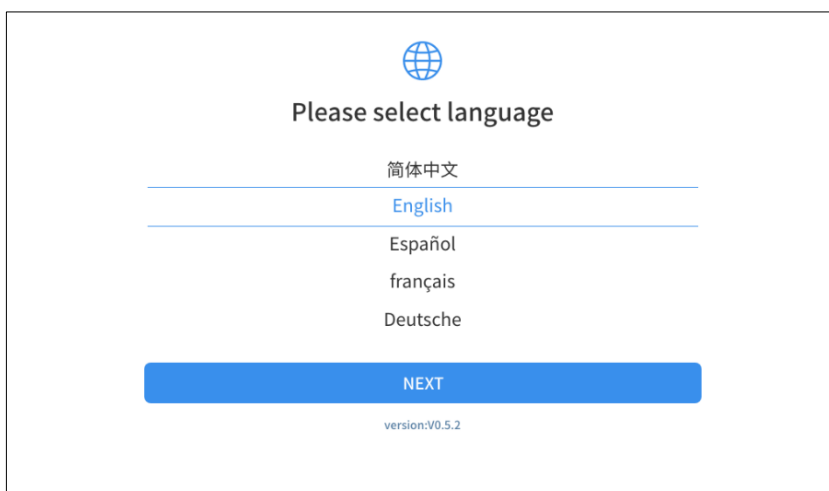 Please select language
简体中文
English
Español
français
Deutsche
NEXT
version:V0.5.2